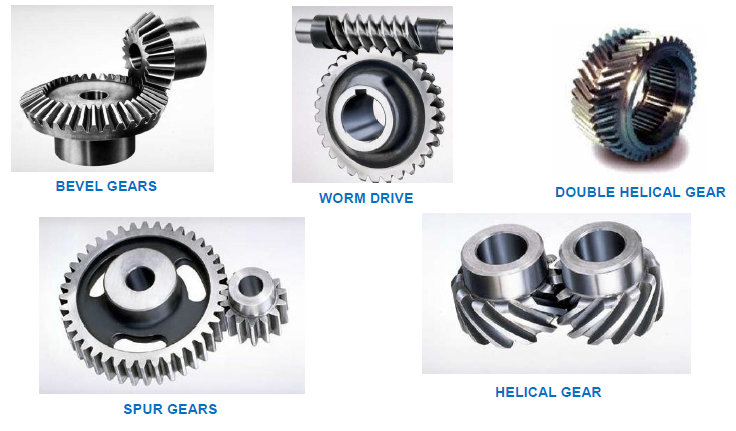 BEVEL GEARS
WORM DRIVE
DOUBLE HELICAL GEAR
SPUR GEARS
HELICAL GEAR